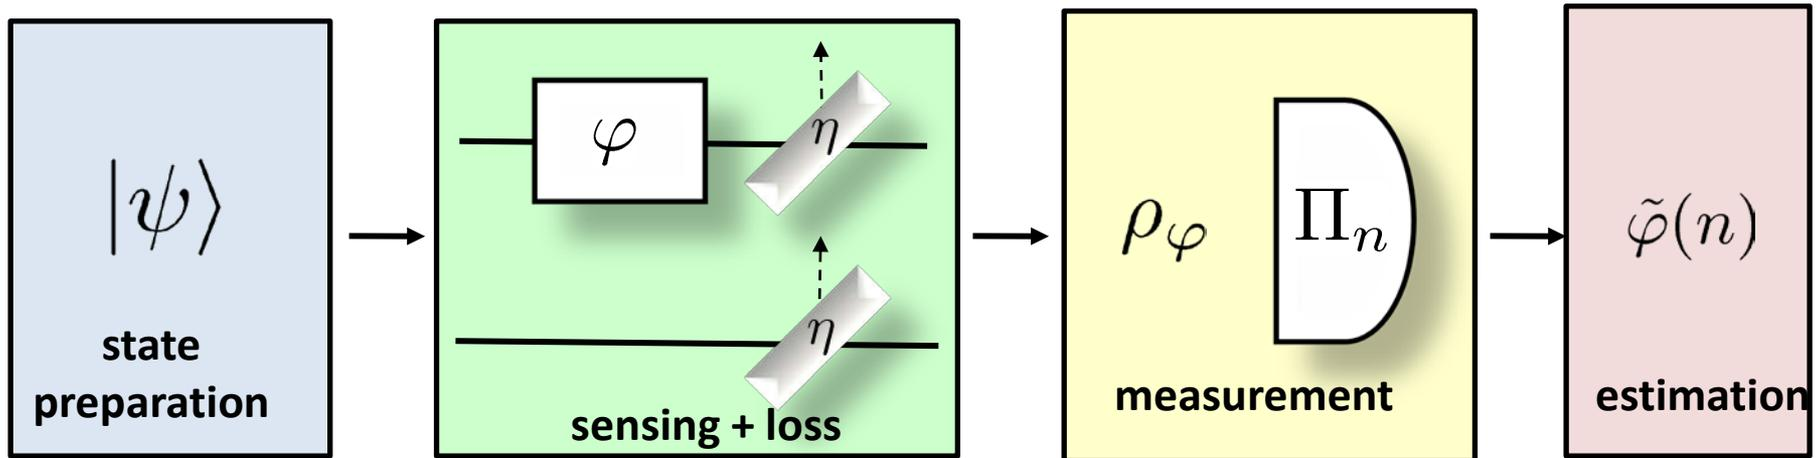 |ψ⟩
state
preparation
φ
η
η
sensing + loss
ρ_φ
Π_n
measurement
φ̃(n)
estimation